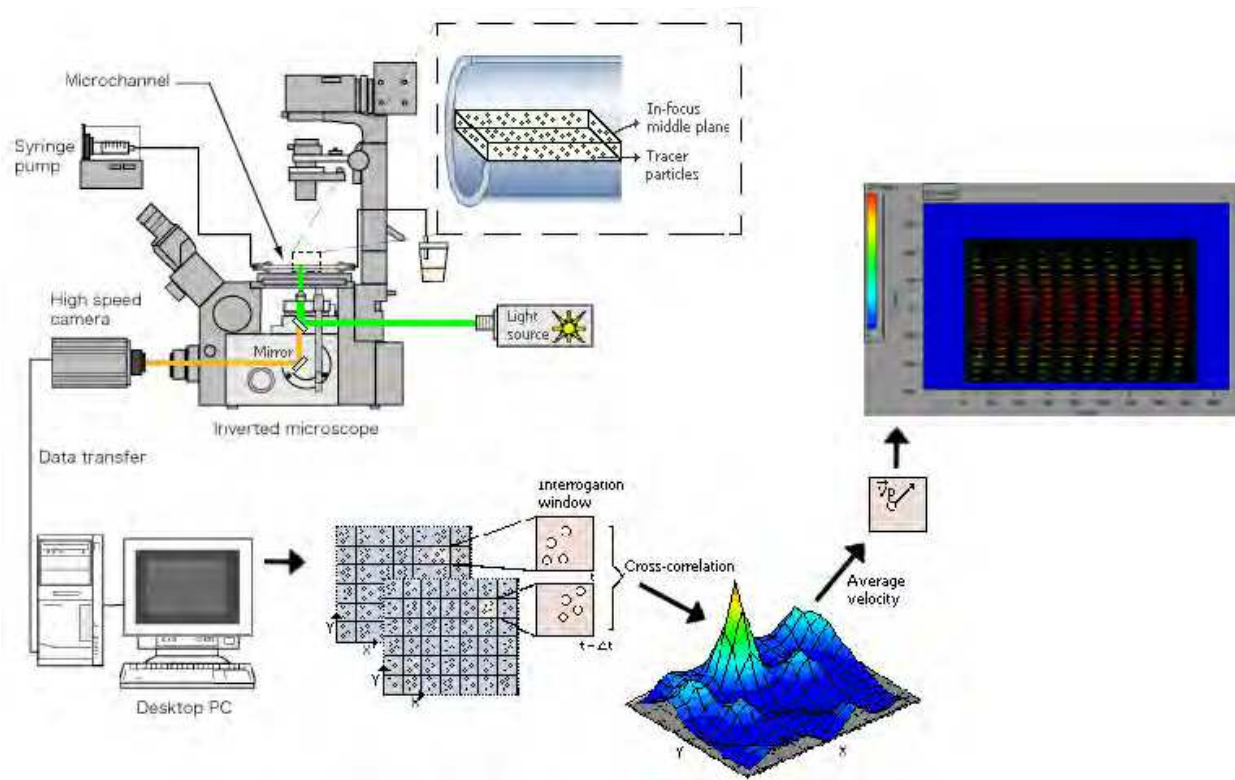 Microchannel
Syringe
pump
In-focus
middle plane
Tracer
particles
High speed
camera
Mirror
Light
source
Inverted microscope
Data transfer
Desktop PC
Interrogation
window
t
Cross-correlation
Y
X
Y
X
Average
velocity
Vp
Y
X